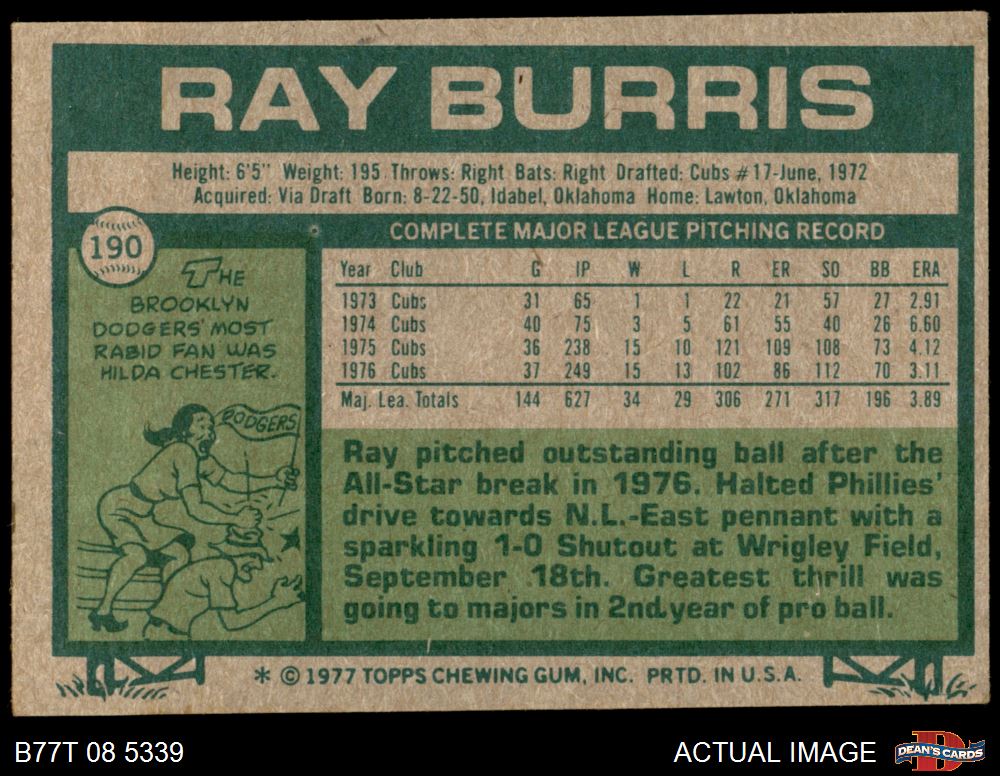 RAY BURRIS
Height: 6'5" Weight: 195 Throws: Right Bats: Right Drafted: Cubs #17-June, 1972
Acquired: Via Draft Born: 8-22-50, Idabel, Oklahoma Home: Lawton, Oklahoma
190
THE
BROOKLYN
DODGERS' MOST
RABID FAN WAS
HILDA CHESTER.
DODGERS
COMPLETE MAJOR LEAGUE PITCHING RECORD
Year Club G IP W L R ER SO BB ERA
1973 Cubs 31 65 1 1 22 21 57 27 2.91
1974 Cubs 40 75 3 5 61 55 40 26 6.60
1975 Cubs 36 238 15 10 121 109 108 73 4.12
1976 Cubs 37 249 15 13 102 86 112 70 3.11
Maj. Lea. Totals 144 627 34 29 306 271 317 196 3.89
Ray pitched outstanding ball after the
All-Star break in 1976. Halted Phillies'
drive towards N.L.-East pennant with a
sparkling 1-0 Shutout at Wrigley Field,
September 18th. Greatest thrill was
going to majors in 2nd year of pro ball.
* © 1977 TOPPS CHEWING GUM, INC. PRTD. IN U.S.A.
B77T 08 5339
ACTUAL IMAGE
DEAN'S CARDS